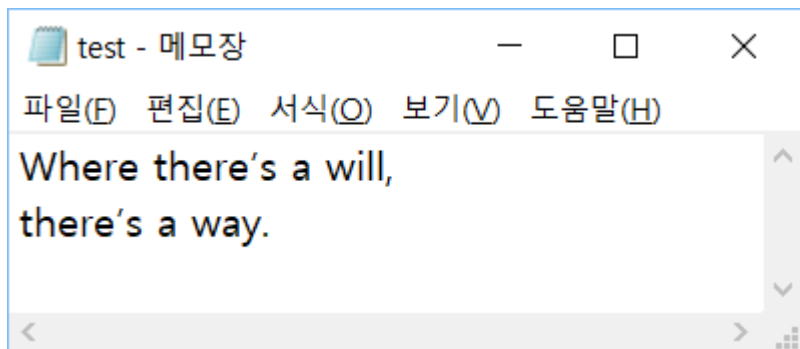 test - 메모장
파일(F) 편집(E) 서식(O) 보기(V) 도움말(H)
Where there's a will,
there's a way.